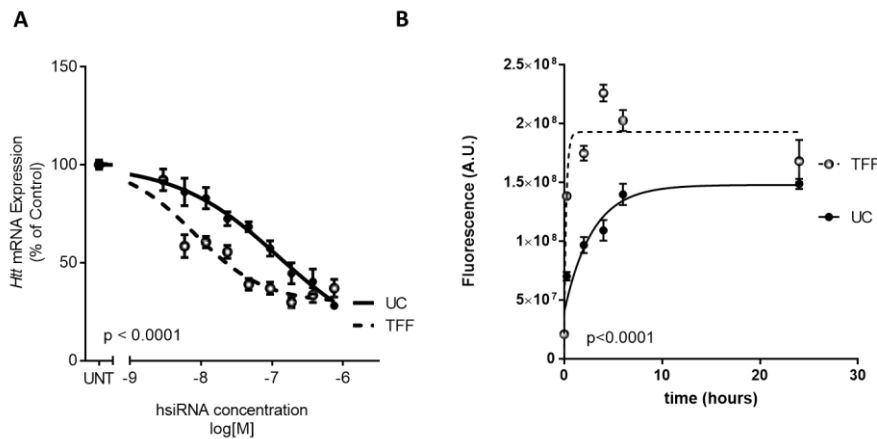 A
150
100
50
0
Htt mRNA Expression
(% of Control)
p < 0.0001
UC
TFF
UNT -9 -8 -7 -6
hsiRNA concentration
log[M]
B
2.5×10⁸
2×10⁸
1.5×10⁸
1×10⁸
5×10⁷
0
Fluorescence (A.U.)
TFF
UC
p<0.0001
0 10 20 30
time (hours)